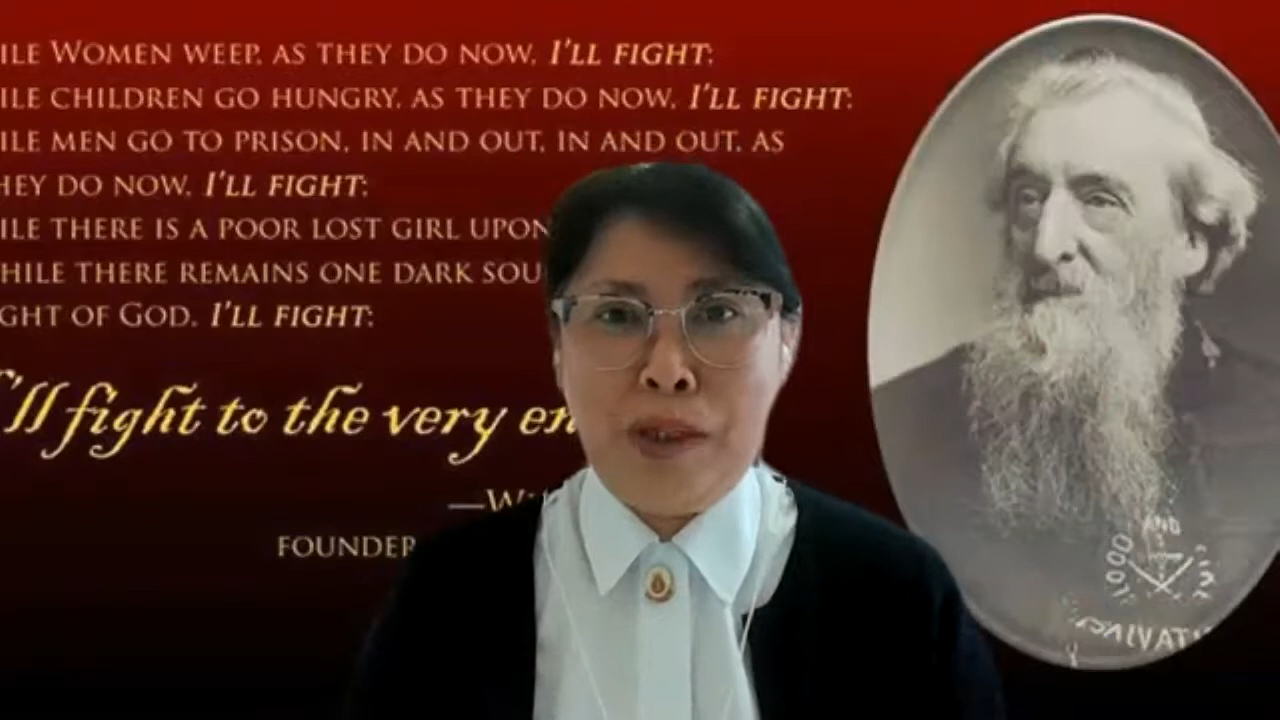 ILE WOMEN WEEP, AS THEY DO NOW, I'LL FIGHT;
ILE CHILDREN GO HUNGRY, AS THEY DO NOW, I'LL FIGHT;
ILE MEN GO TO PRISON, IN AND OUT, IN AND OUT, AS
HEY DO NOW, I'LL FIGHT;
ILE THERE IS A POOR LOST GIRL UPON
HILE THERE REMAINS ONE DARK SOU
GHT OF GOD, I'LL FIGHT;
'll fight to the very en
—W
FOUNDER
AND